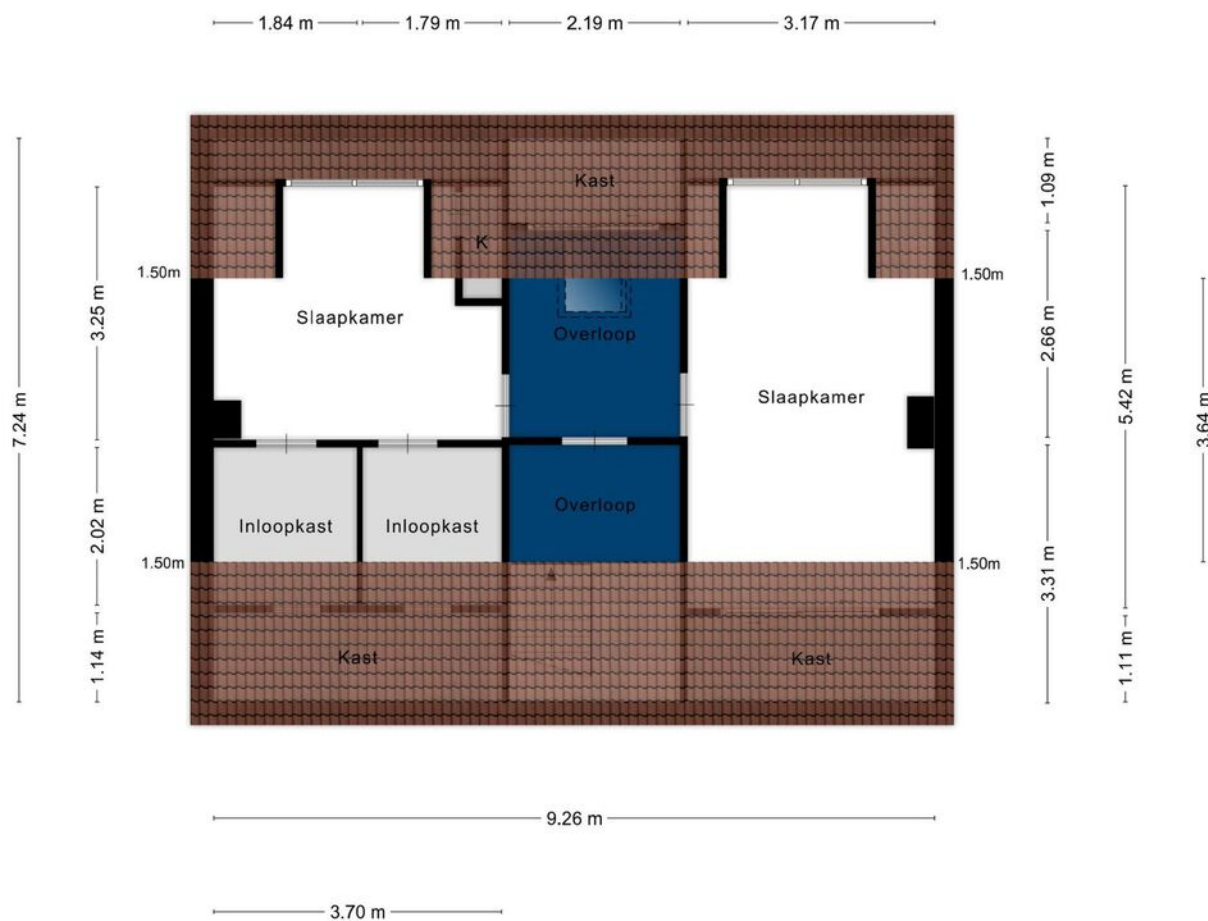 1.84 m
1.79 m
2.19 m
3.17 m
Kast
1.09 m
K
1.50m
1.50m
Slaapkamer
Overloop
3.25 m
2.66 m
Slaapkamer
7.24 m
5.42 m
3.64 m
Overloop
Inloopkast
Inloopkast
2.02 m
1.50m
1.50m
3.31 m
Kast
Kast
1.14 m
1.11 m
9.26 m
3.70 m